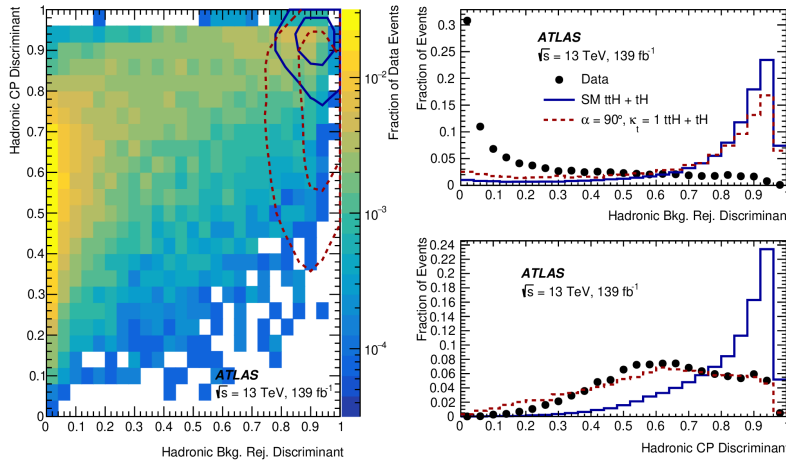 Hadronic CP Discriminant
1
0.9
0.8
0.7
0.6
0.5
0.4
0.3
0.2
0.1
0
0 0.1 0.2 0.3 0.4 0.5 0.6 0.7 0.8 0.9 1
Hadronic Bkg. Rej. Discriminant
ATLAS
√s = 13 TeV, 139 fb⁻¹
Fraction of Data Events
10⁻²
10⁻³
10⁻⁴
Fraction of Events
0.3
0.25
0.2
0.15
0.1
0.05
ATLAS
√s = 13 TeV, 139 fb⁻¹
Data
SM ttH + tH
α = 90º, κt = 1 ttH + tH
0 0.1 0.2 0.3 0.4 0.5 0.6 0.7 0.8 0.9 1
Hadronic Bkg. Rej. Discriminant
Fraction of Events
0.24
0.22
0.2
0.18
0.16
0.14
0.12
0.1
0.08
0.06
0.04
0.02
0
ATLAS
√s = 13 TeV, 139 fb⁻¹
0 0.1 0.2 0.3 0.4 0.5 0.6 0.7 0.8 0.9 1
Hadronic CP Discriminant